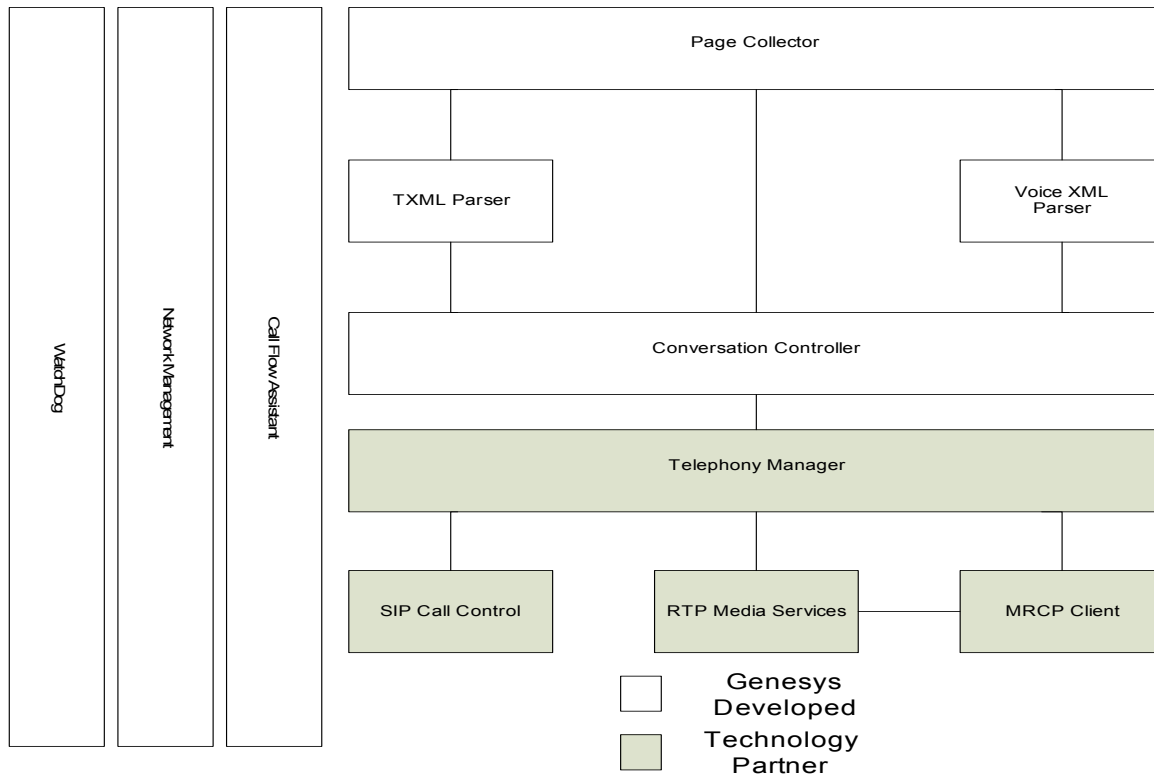 WatchDog
Network Management
Call Flow Assistant
Page Collector
TXML Parser
Voice XML
Parser
Conversation Controller
Telephony Manager
SIP Call Control
RTP Media Services
MRCP Client
Genesys
Developed
Technology
Partner